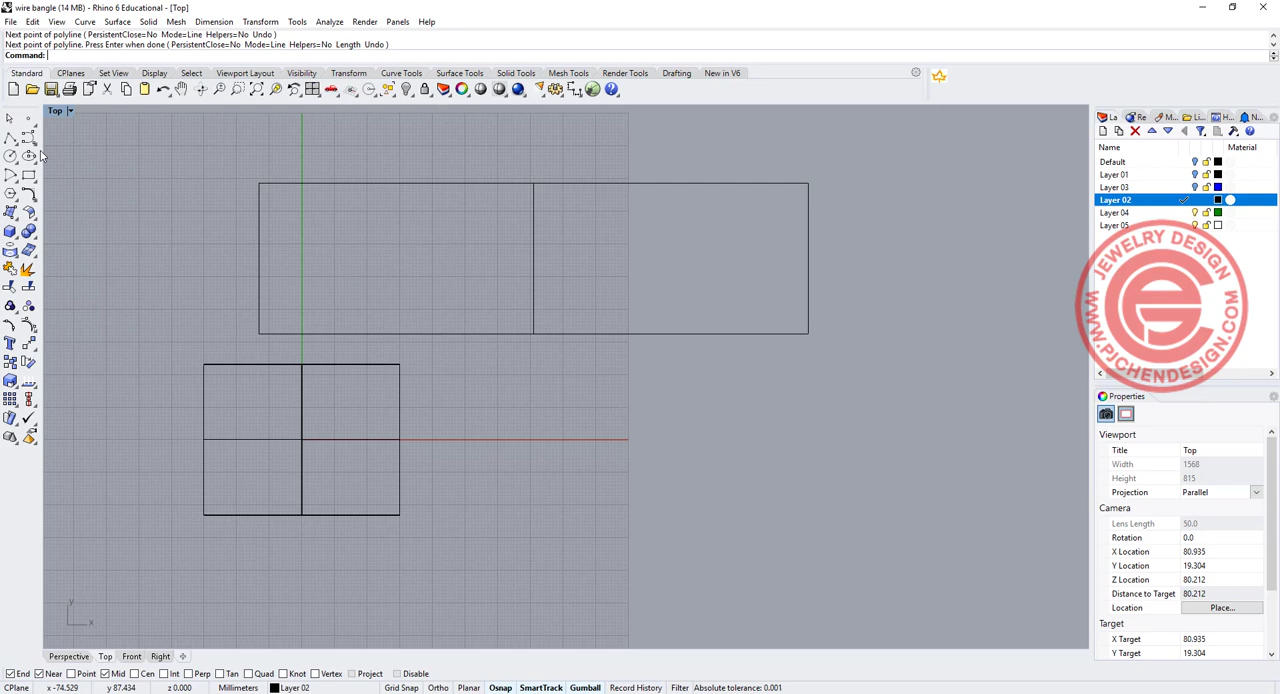 wire bangle (14 MB) - Rhino 6 Educational - [Top]
File Edit View Curve Surface Solid Mesh Dimension Transform Tools Analyze Render Panels Help
Next point of polyline ( PersistentClose=No Mode=Line Helpers=No Undo )
Next point of polyline. Press Enter when done ( PersistentClose=No Mode=Line Helpers=No Length Undo )
Command:
Standard CPlanes Set View Display Select Viewport Layout Visibility Transform Curve Tools Surface Tools Solid Tools Mesh Tools Render Tools Drafting New in V6
Top
La Re M... Li... H... N...
Name Material
Default
Layer 01
Layer 03
Layer 02
Layer 04
Layer 05
JEWELRY DESIGN
WWW.PJCHENDESIGN.COM
Properties
Viewport
Title Top
Width 1568
Height 815
Projection Parallel
Camera
Lens Length 50.0
Rotation 0.0
X Location 80.935
Y Location 19.304
Z Location 80.212
Distance to Target 80.212
Location Place...
Target
X Target 80.935
Y Target 19.304
y
x
Perspective Top Front Right
End Near Point Mid Cen Int Perp Tan Quad Knot Vertex Project Disable
CPlane x -74.529 y 87.434 z 0.000 Millimeters Layer 02 Grid Snap Ortho Planar Osnap SmartTrack Gumball Record History Filter Absolute tolerance: 0.001